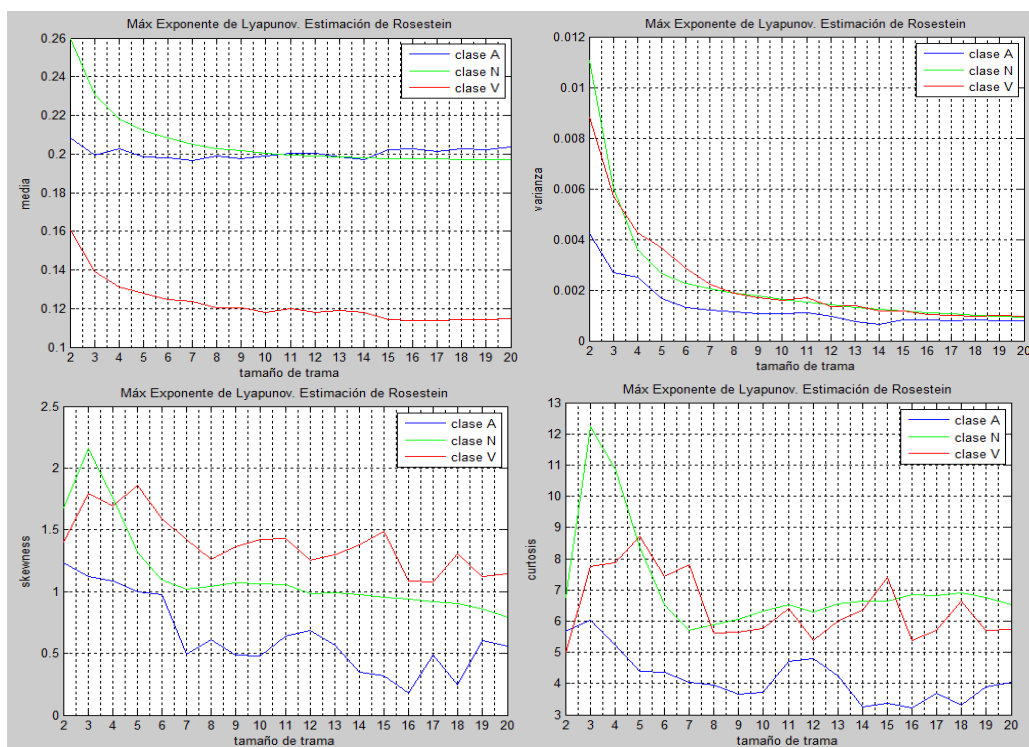 Máx Exponente de Lyapunov. Estimación de Rosestein
0.26
0.24
0.22
0.2
0.18
0.16
0.14
0.12
0.1
media
clase A
clase N
clase V
2 3 4 5 6 7 8 9 10 11 12 13 14 15 16 17 18 19 20
tamaño de trama
Máx Exponente de Lyapunov. Estimación de Rosestein
0.012
0.01
0.008
0.006
0.004
0.002
0
varianza
clase A
clase N
clase V
2 3 4 5 6 7 8 9 10 11 12 13 14 15 16 17 18 19 20
tamaño de trama
Máx Exponente de Lyapunov. Estimación de Rosestein
2.5
2
1.5
1
0.5
0
skewness
clase A
clase N
clase V
2 3 4 5 6 7 8 9 10 11 12 13 14 15 16 17 18 19 20
tamaño de trama
Máx Exponente de Lyapunov. Estimación de Rosestein
13
12
11
10
9
8
7
6
5
4
3
curtosis
clase A
clase N
clase V
2 3 4 5 6 7 8 9 10 11 12 13 14 15 16 17 18 19 20
tamaño de trama